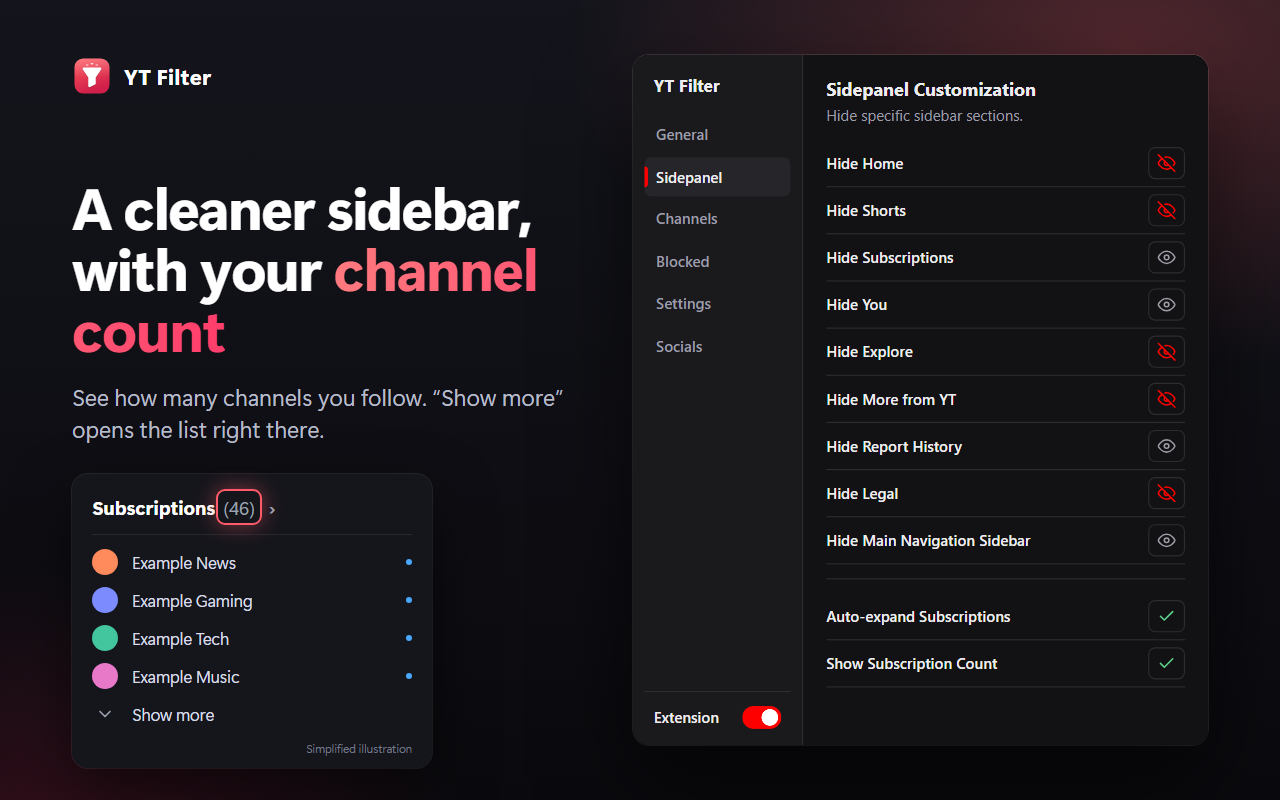 YT Filter
A cleaner sidebar,
with your channel
count
See how many channels you follow. “Show more”
opens the list right there.
Subscriptions (46) ›
Example News
Example Gaming
Example Tech
Example Music
Show more
Simplified illustration
YT Filter
General
Sidepanel
Channels
Blocked
Settings
Socials
Extension
Sidepanel Customization
Hide specific sidebar sections.
Hide Home
Hide Shorts
Hide Subscriptions
Hide You
Hide Explore
Hide More from YT
Hide Report History
Hide Legal
Hide Main Navigation Sidebar
Auto-expand Subscriptions
Show Subscription Count